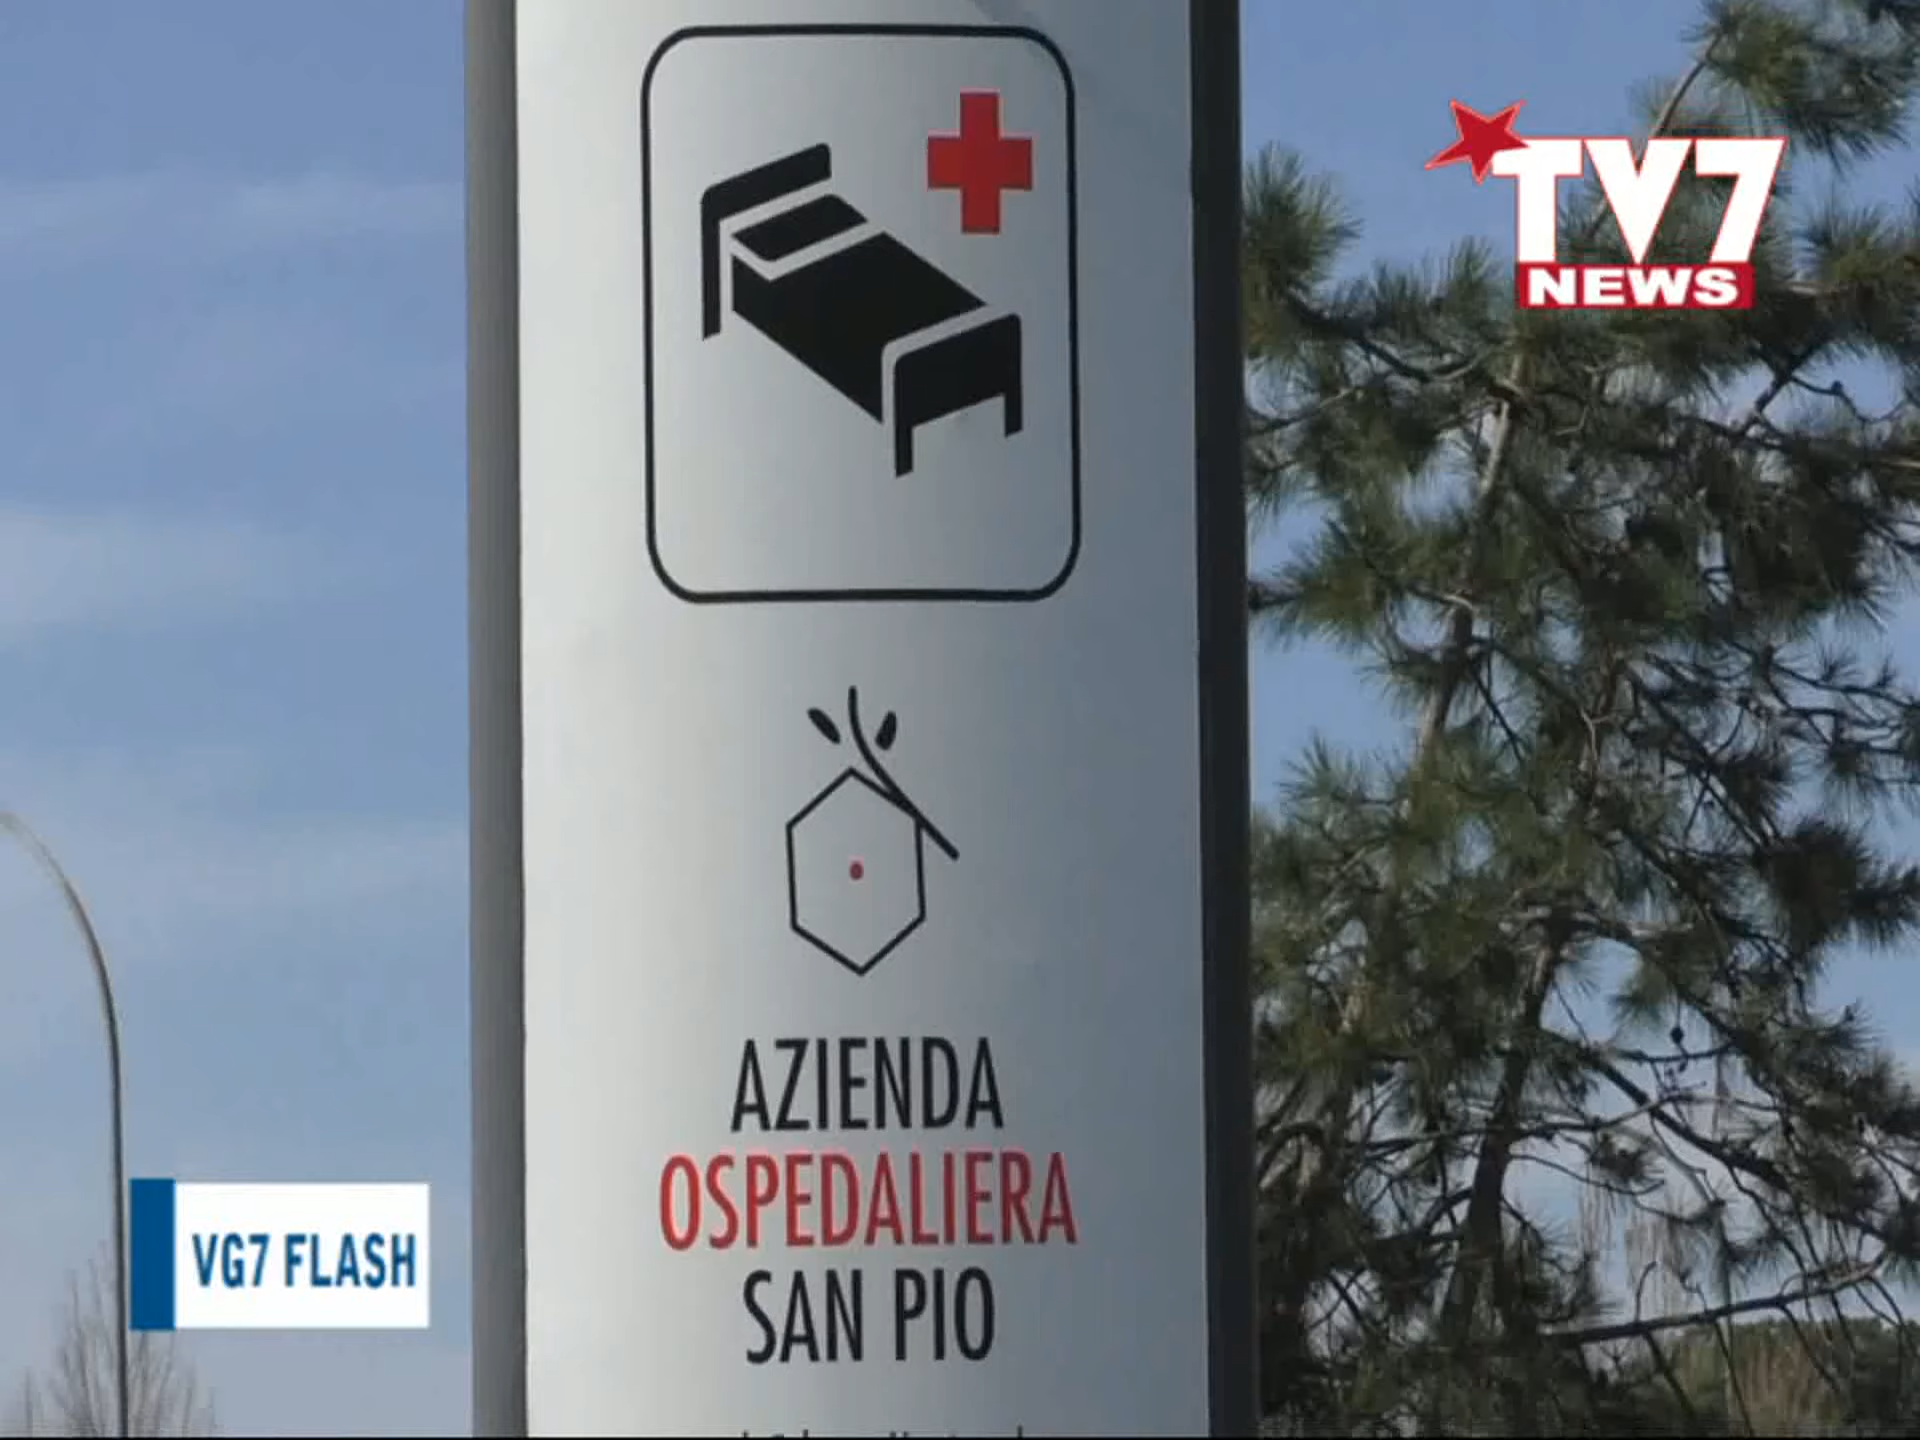 TV7
NEWS
AZIENDA
OSPEDALIERA
SAN PIO
VG7 FLASH